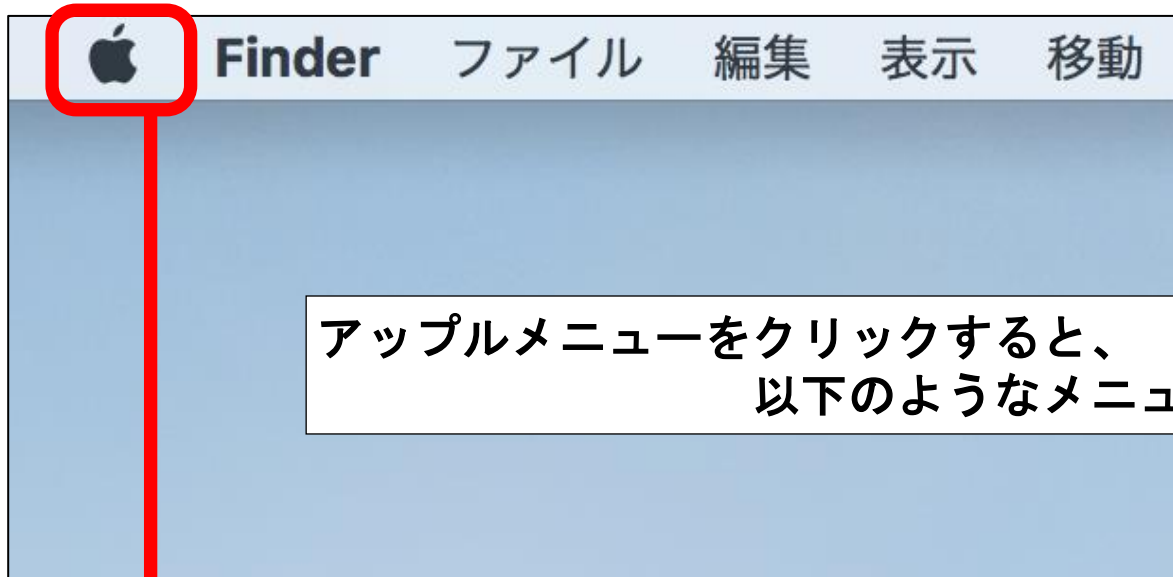 Finder ファイル 編集 表示 移動
アップルメニューをクリックすると、
以下のようなメニュ